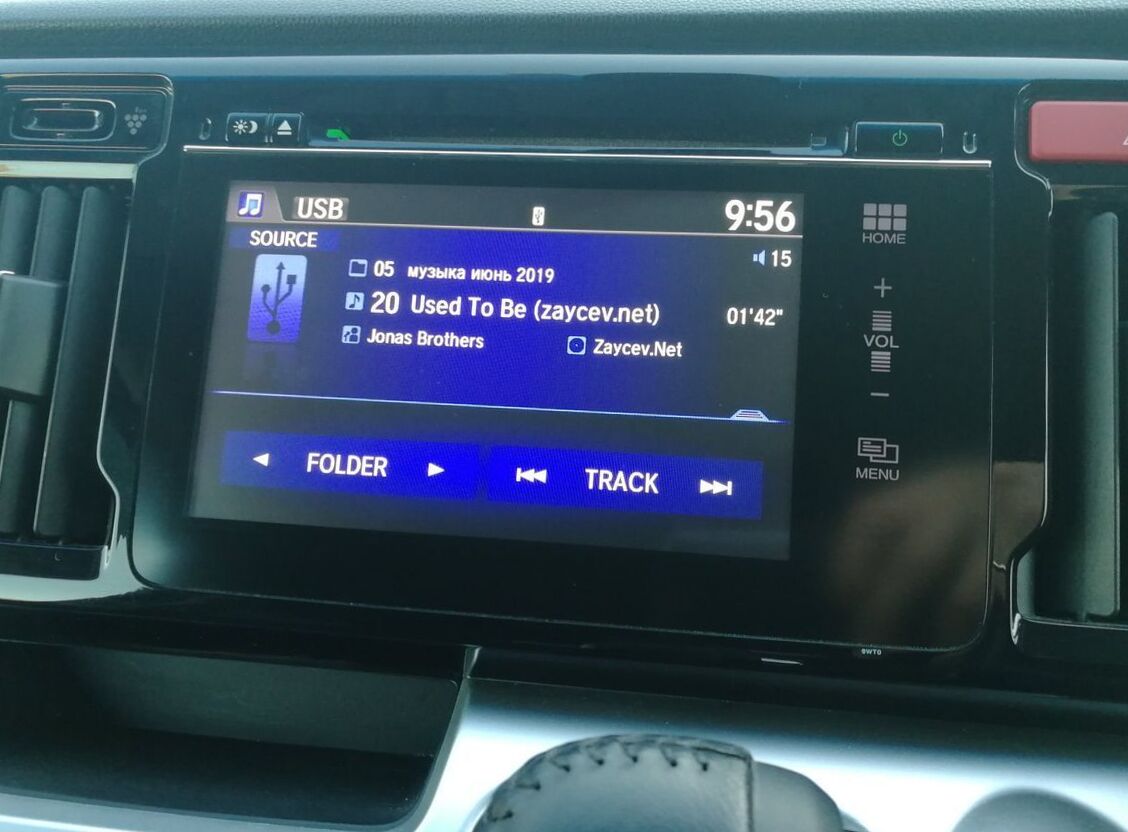 USB 9:56
SOURCE
15
05 музыка июнь 2019
20 Used To Be (zaycev.net) 01'42"
Jonas Brothers Zaycev.Net
FOLDER TRACK
HOME
+
VOL
−
MENU
0WT0